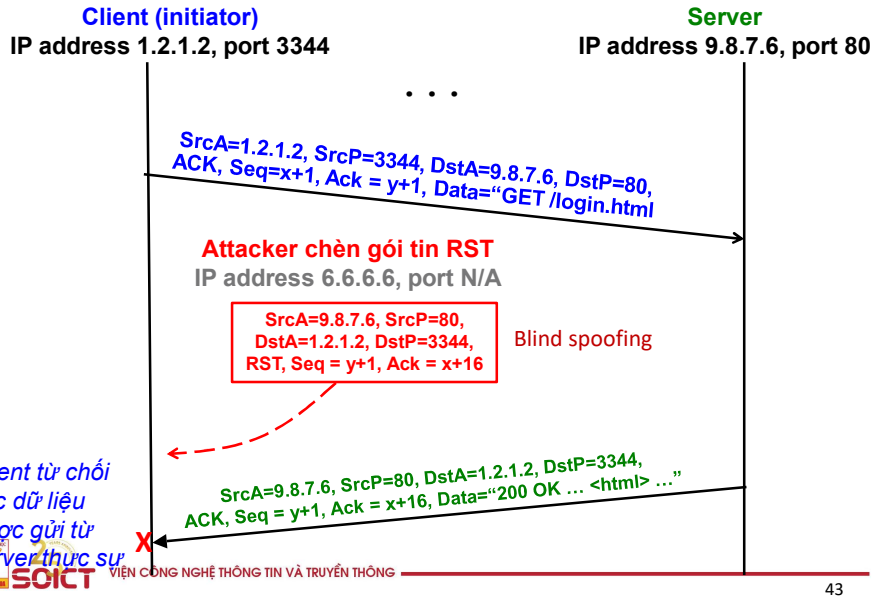 Client (initiator)
IP address 1.2.1.2, port 3344
Server
IP address 9.8.7.6, port 80
. . .
SrcA=1.2.1.2, SrcP=3344, DstA=9.8.7.6, DstP=80,
ACK, Seq=x+1, Ack = y+1, Data=“GET /login.html
Attacker chèn gói tin RST
IP address 6.6.6.6, port N/A
SrcA=9.8.7.6, SrcP=80,
DstA=1.2.1.2, DstP=3344,
RST, Seq = y+1, Ack = x+16
Blind spoofing
SrcA=9.8.7.6, SrcP=80, DstA=1.2.1.2, DstP=3344,
ACK, Seq = y+1, Ack = x+16, Data=“200 OK … <html> …”
ent từ chối
c dữ liệu
ợc gửi từ
rver thực sự
X
SOICT VIỆN CÔNG NGHỆ THÔNG TIN VÀ TRUYỀN THÔNG
43